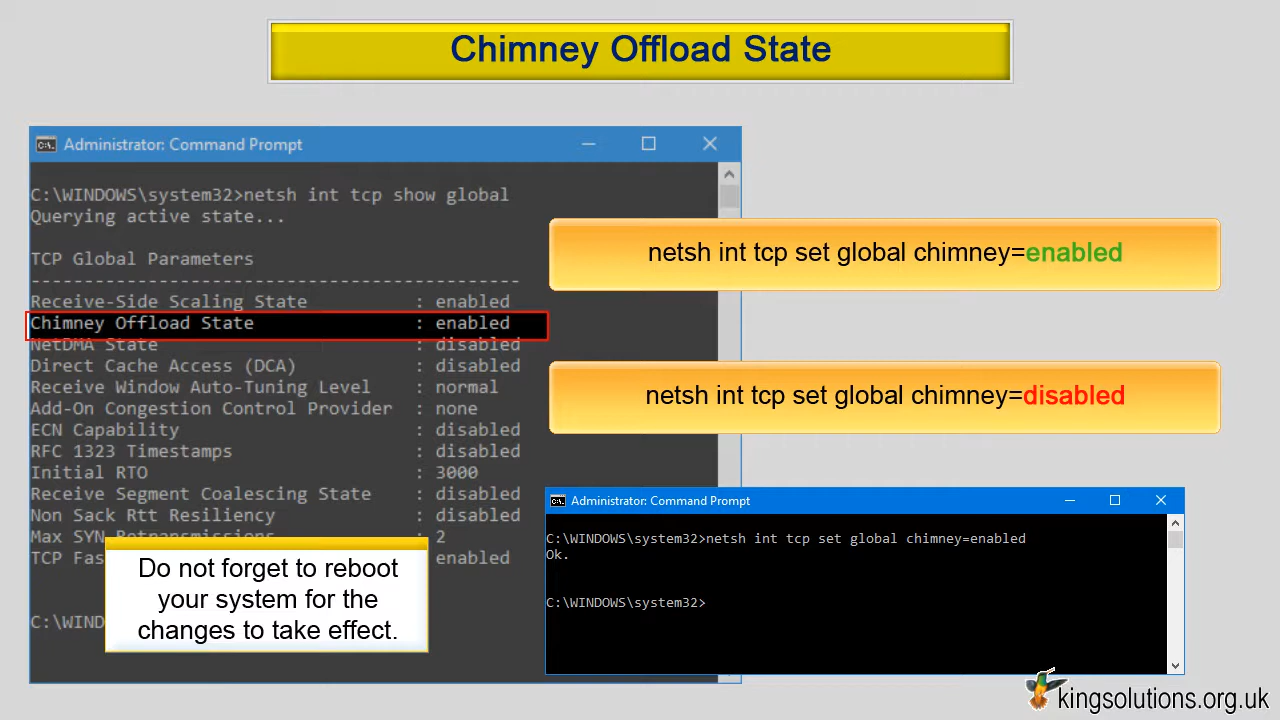 Chimney Offload State
Administrator: Command Prompt
C:\WINDOWS\system32>netsh int tcp show global
Querying active state...
TCP Global Parameters
----------------------------------------------
Receive-Side Scaling State : enabled
Chimney Offload State : enabled
NetDMA State : disabled
Direct Cache Access (DCA) : disabled
Receive Window Auto-Tuning Level : normal
Add-On Congestion Control Provider : none
ECN Capability : disabled
RFC 1323 Timestamps : disabled
Initial RTO : 3000
Receive Segment Coalescing State : disabled
Non Sack Rtt Resiliency : disabled
Max SYN Retransmissions : 2
TCP Fas : enabled
C:\WIND
Do not forget to reboot
your system for the
changes to take effect.
netsh int tcp set global chimney=enabled
netsh int tcp set global chimney=disabled
Administrator: Command Prompt
C:\WINDOWS\system32>netsh int tcp set global chimney=enabled
Ok.
C:\WINDOWS\system32>
kingsolutions.org.uk